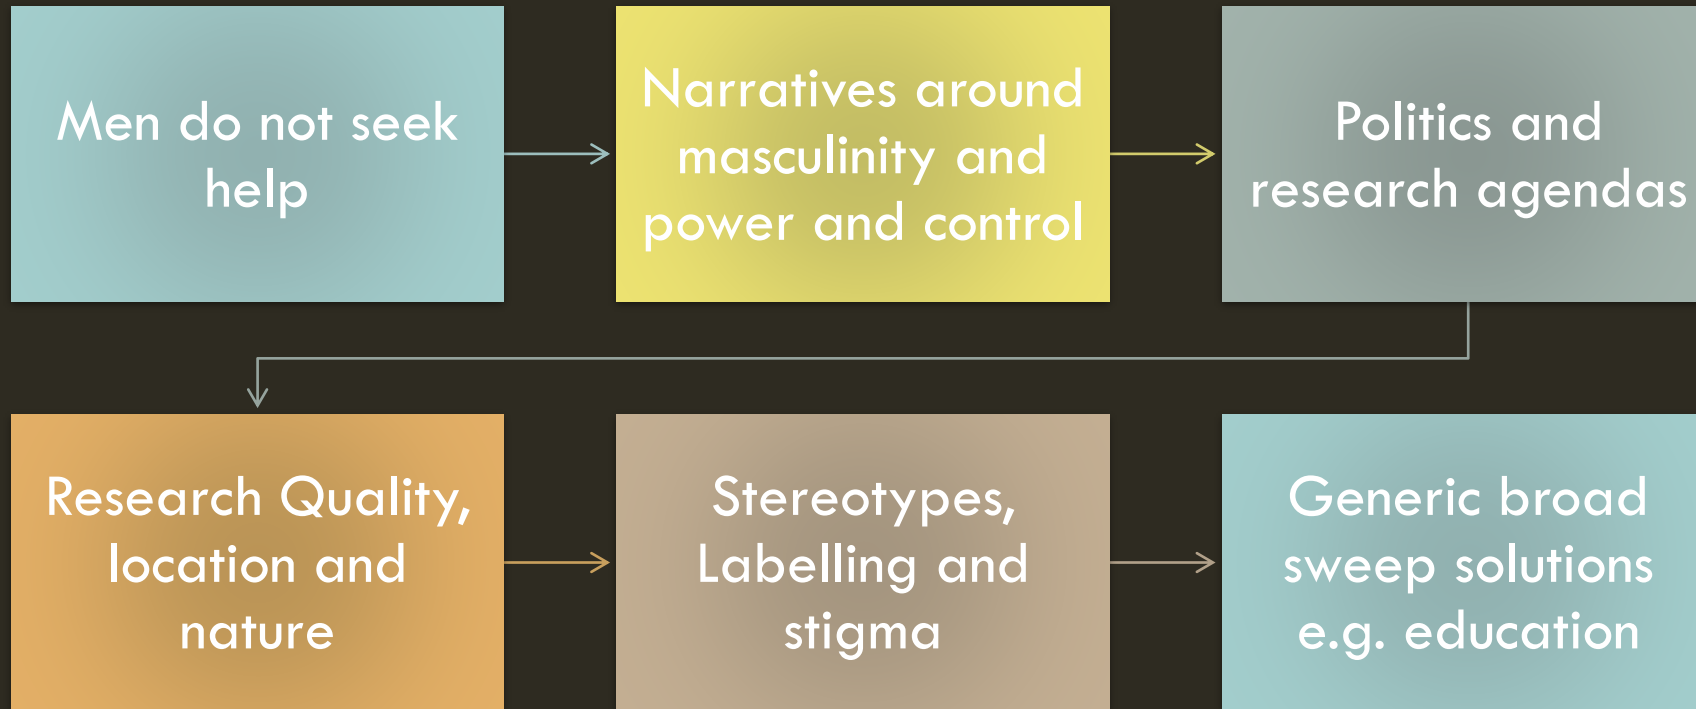 Men do not seek
help
Narratives around
masculinity and
power and control
Politics and
research agendas
Research Quality,
location and
nature
Stereotypes,
Labelling and
stigma
Generic broad
sweep solutions
e.g. education